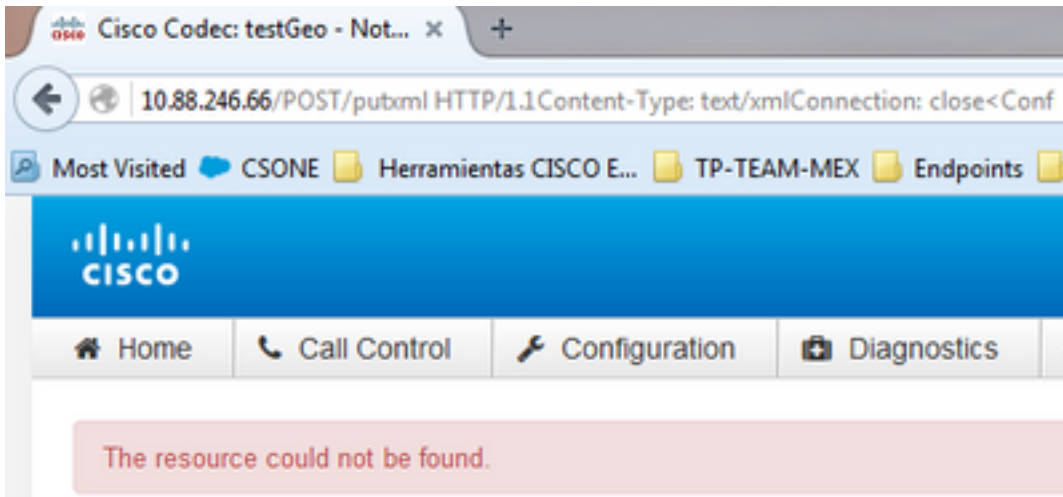 Cisco Codec: testGeo - Not... × +
10.88.246.66/POST/putxml HTTP/1.1Content-Type: text/xmlConnection: close<Conf
Most Visited CSONE Herramientas CISCO E... TP-TEAM-MEX Endpoints
CISCO
Home Call Control Configuration Diagnostics
The resource could not be found.